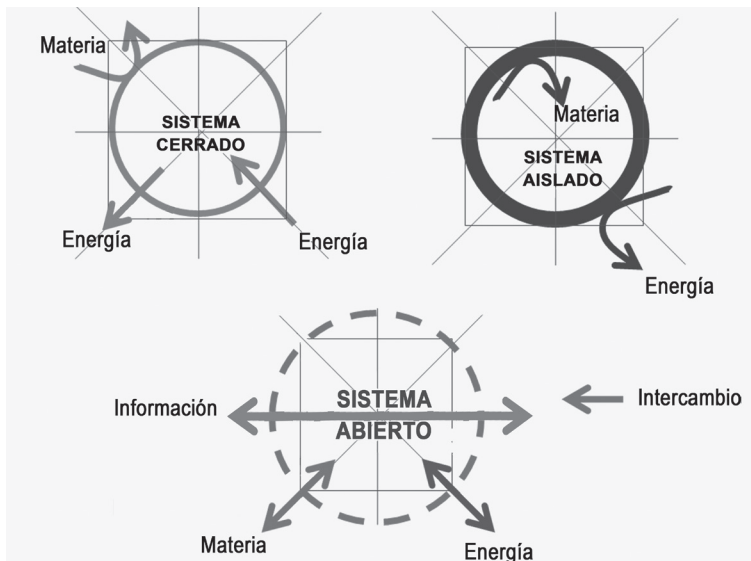 Materia
SISTEMA
CERRADO
Energía
Energía
Materia
SISTEMA
AISLADO
Energía
Información
SISTEMA
ABIERTO
Intercambio
Materia
Energía